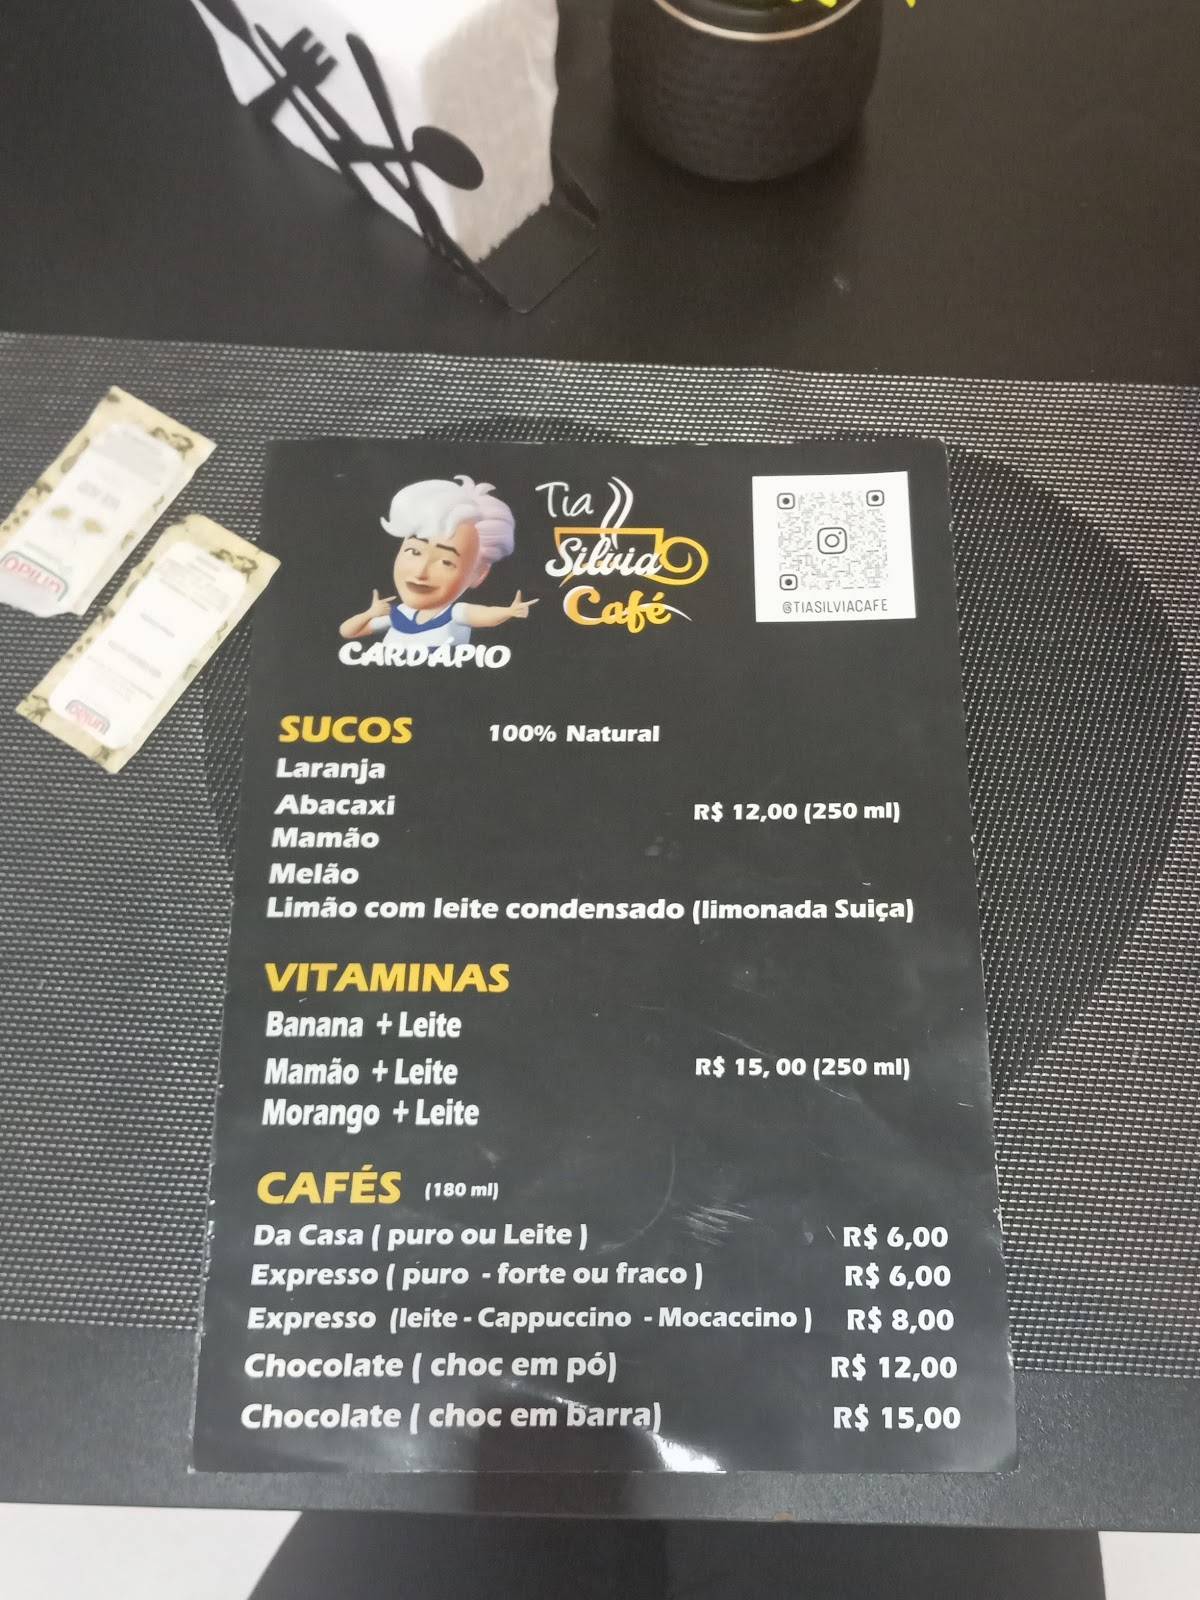 Tia
Silvia
Café
CARDÁPIO
@TIASILVIACAFE
SUCOS 100% Natural
Laranja
Abacaxi R$ 12,00 (250 ml)
Mamão
Melão
Limão com leite condensado (limonada Suiça)
VITAMINAS
Banana + Leite
Mamão + Leite R$ 15, 00 (250 ml)
Morango + Leite
CAFÉS (180 ml)
Da Casa ( puro ou Leite ) R$ 6,00
Expresso ( puro - forte ou fraco ) R$ 6,00
Expresso (leite - Cappuccino - Mocaccino ) R$ 8,00
Chocolate ( choc em pó) R$ 12,00
Chocolate ( choc em barra) R$ 15,00